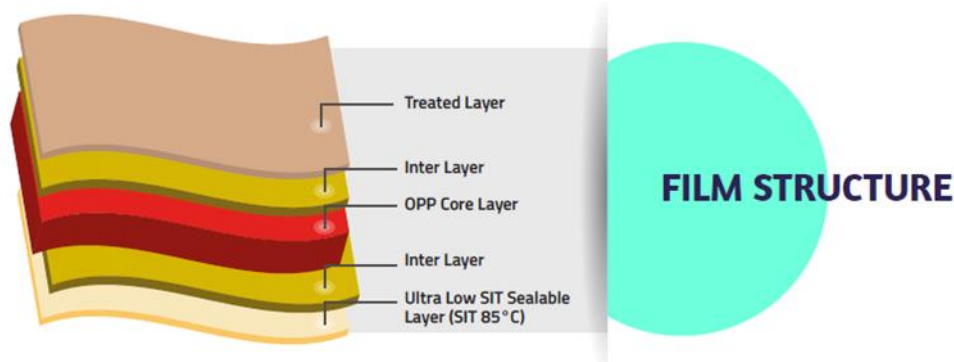 Treated Layer
Inter Layer
OPP Core Layer
Inter Layer
Ultra Low SIT Sealable
Layer (SIT 85°C)
FILM STRUCTURE